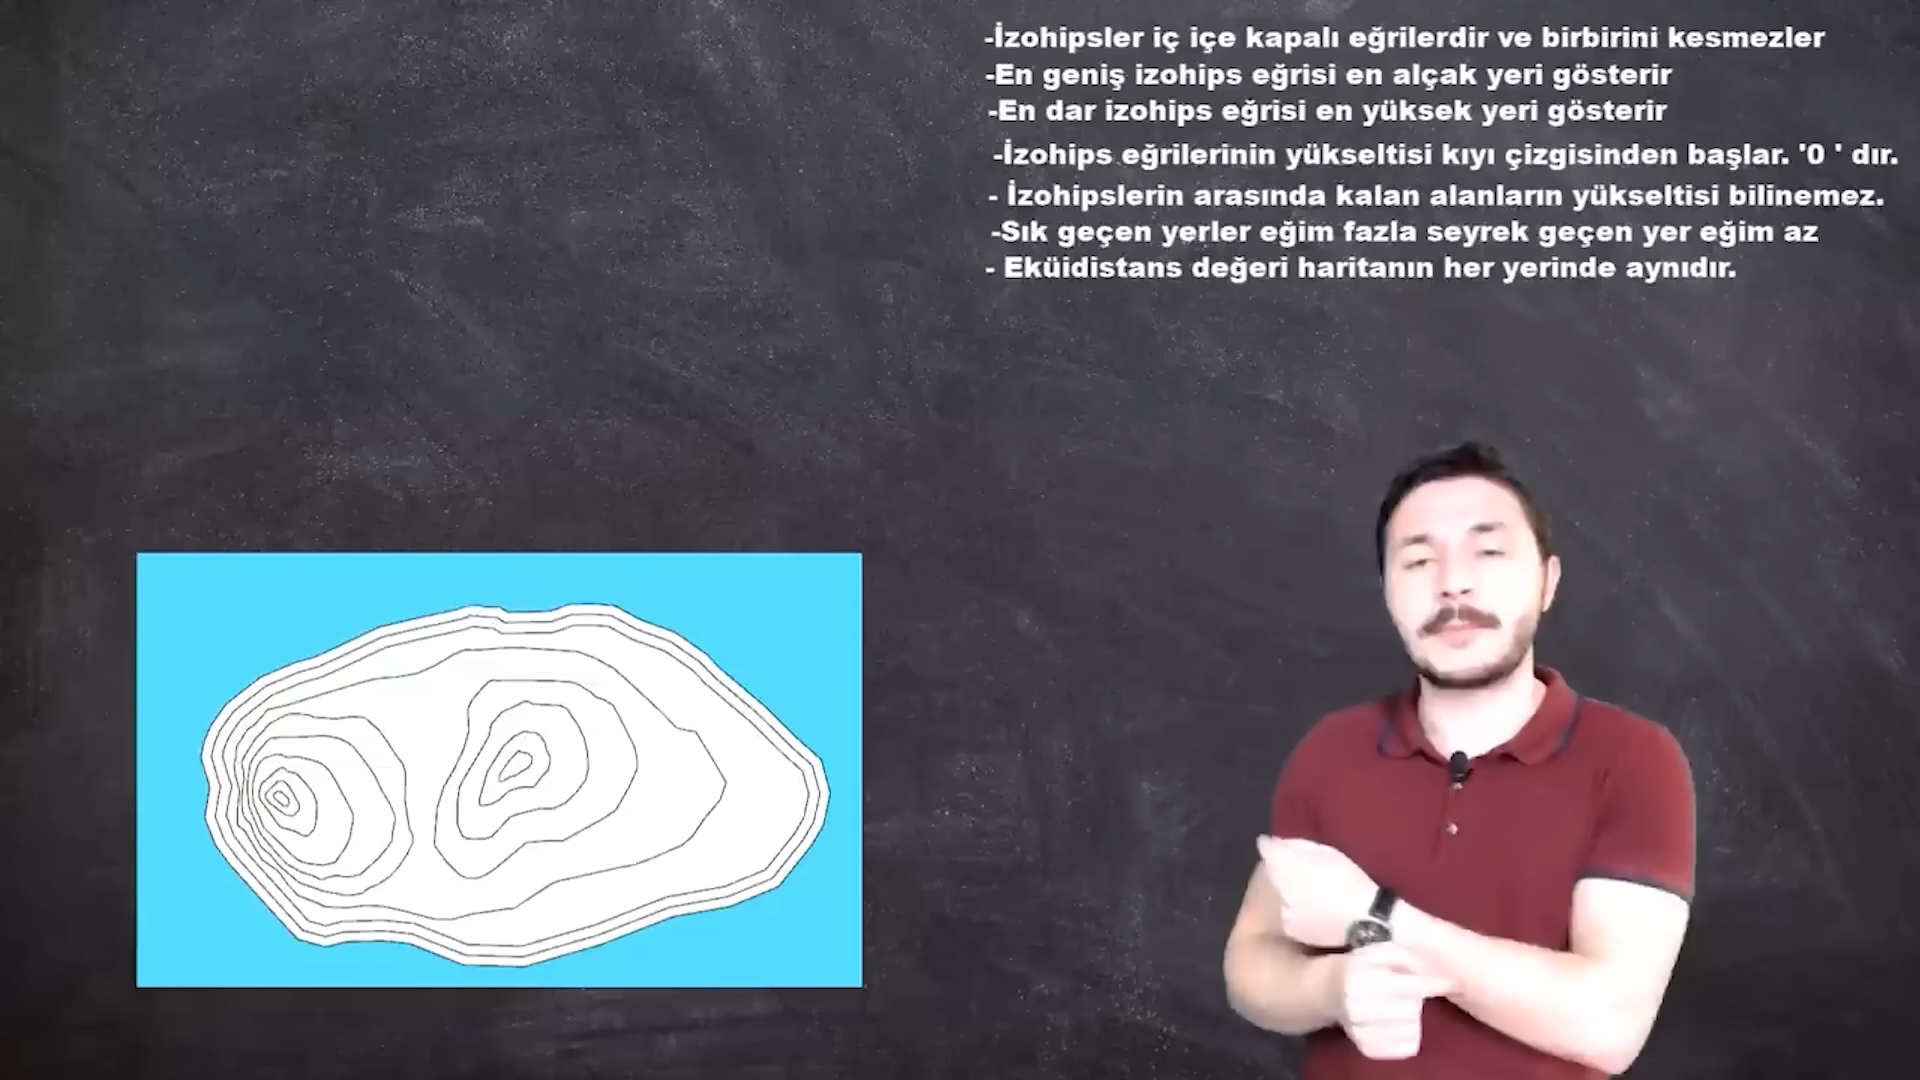 -İzohipsler iç içe kapalı eğrilerdir ve birbirini kesmezler
-En geniş izohips eğrisi en alçak yeri gösterir
-En dar izohips eğrisi en yüksek yeri gösterir
-İzohips eğrilerinin yükseltisi kıyı çizgisinden başlar. '0 ' dır.
- İzohipslerin arasında kalan alanların yükseltisi bilinemez.
-Sık geçen yerler eğim fazla seyrek geçen yer eğim az
- Eküidistans değeri haritanın her yerinde aynıdır.